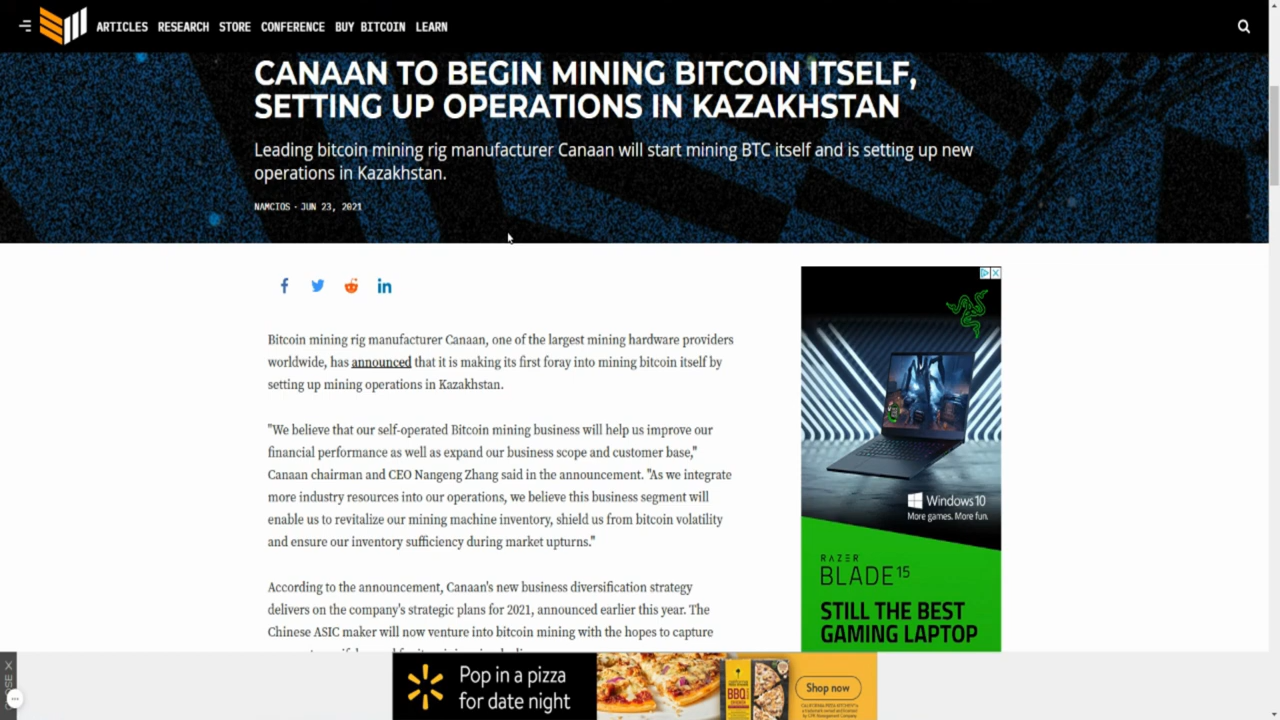 ARTICLES RESEARCH STORE CONFERENCE BUY BITCOIN LEARN
CANAAN TO BEGIN MINING BITCOIN ITSELF,
SETTING UP OPERATIONS IN KAZAKHSTAN
Leading bitcoin mining rig manufacturer Canaan will start mining BTC itself and is setting up new
operations in Kazakhstan.
NAMCIOS · JUN 23, 2021
Bitcoin mining rig manufacturer Canaan, one of the largest mining hardware providers
worldwide, has announced that it is making its first foray into mining bitcoin itself by
setting up mining operations in Kazakhstan.
"We believe that our self-operated Bitcoin mining business will help us improve our
financial performance as well as expand our business scope and customer base,"
Canaan chairman and CEO Nangeng Zhang said in the announcement. "As we integrate
more industry resources into our operations, we believe this business segment will
enable us to revitalize our mining machine inventory, shield us from bitcoin volatility
and ensure our inventory sufficiency during market upturns."
According to the announcement, Canaan's new business diversification strategy
delivers on the company's strategic plans for 2021, announced earlier this year. The
Chinese ASIC maker will now venture into bitcoin mining with the hopes to capture
Windows 10
More games. More fun.
RAZER
BLADE 15
STILL THE BEST
GAMING LAPTOP
Pop in a pizza
for date night
BBQ
Shop now
X